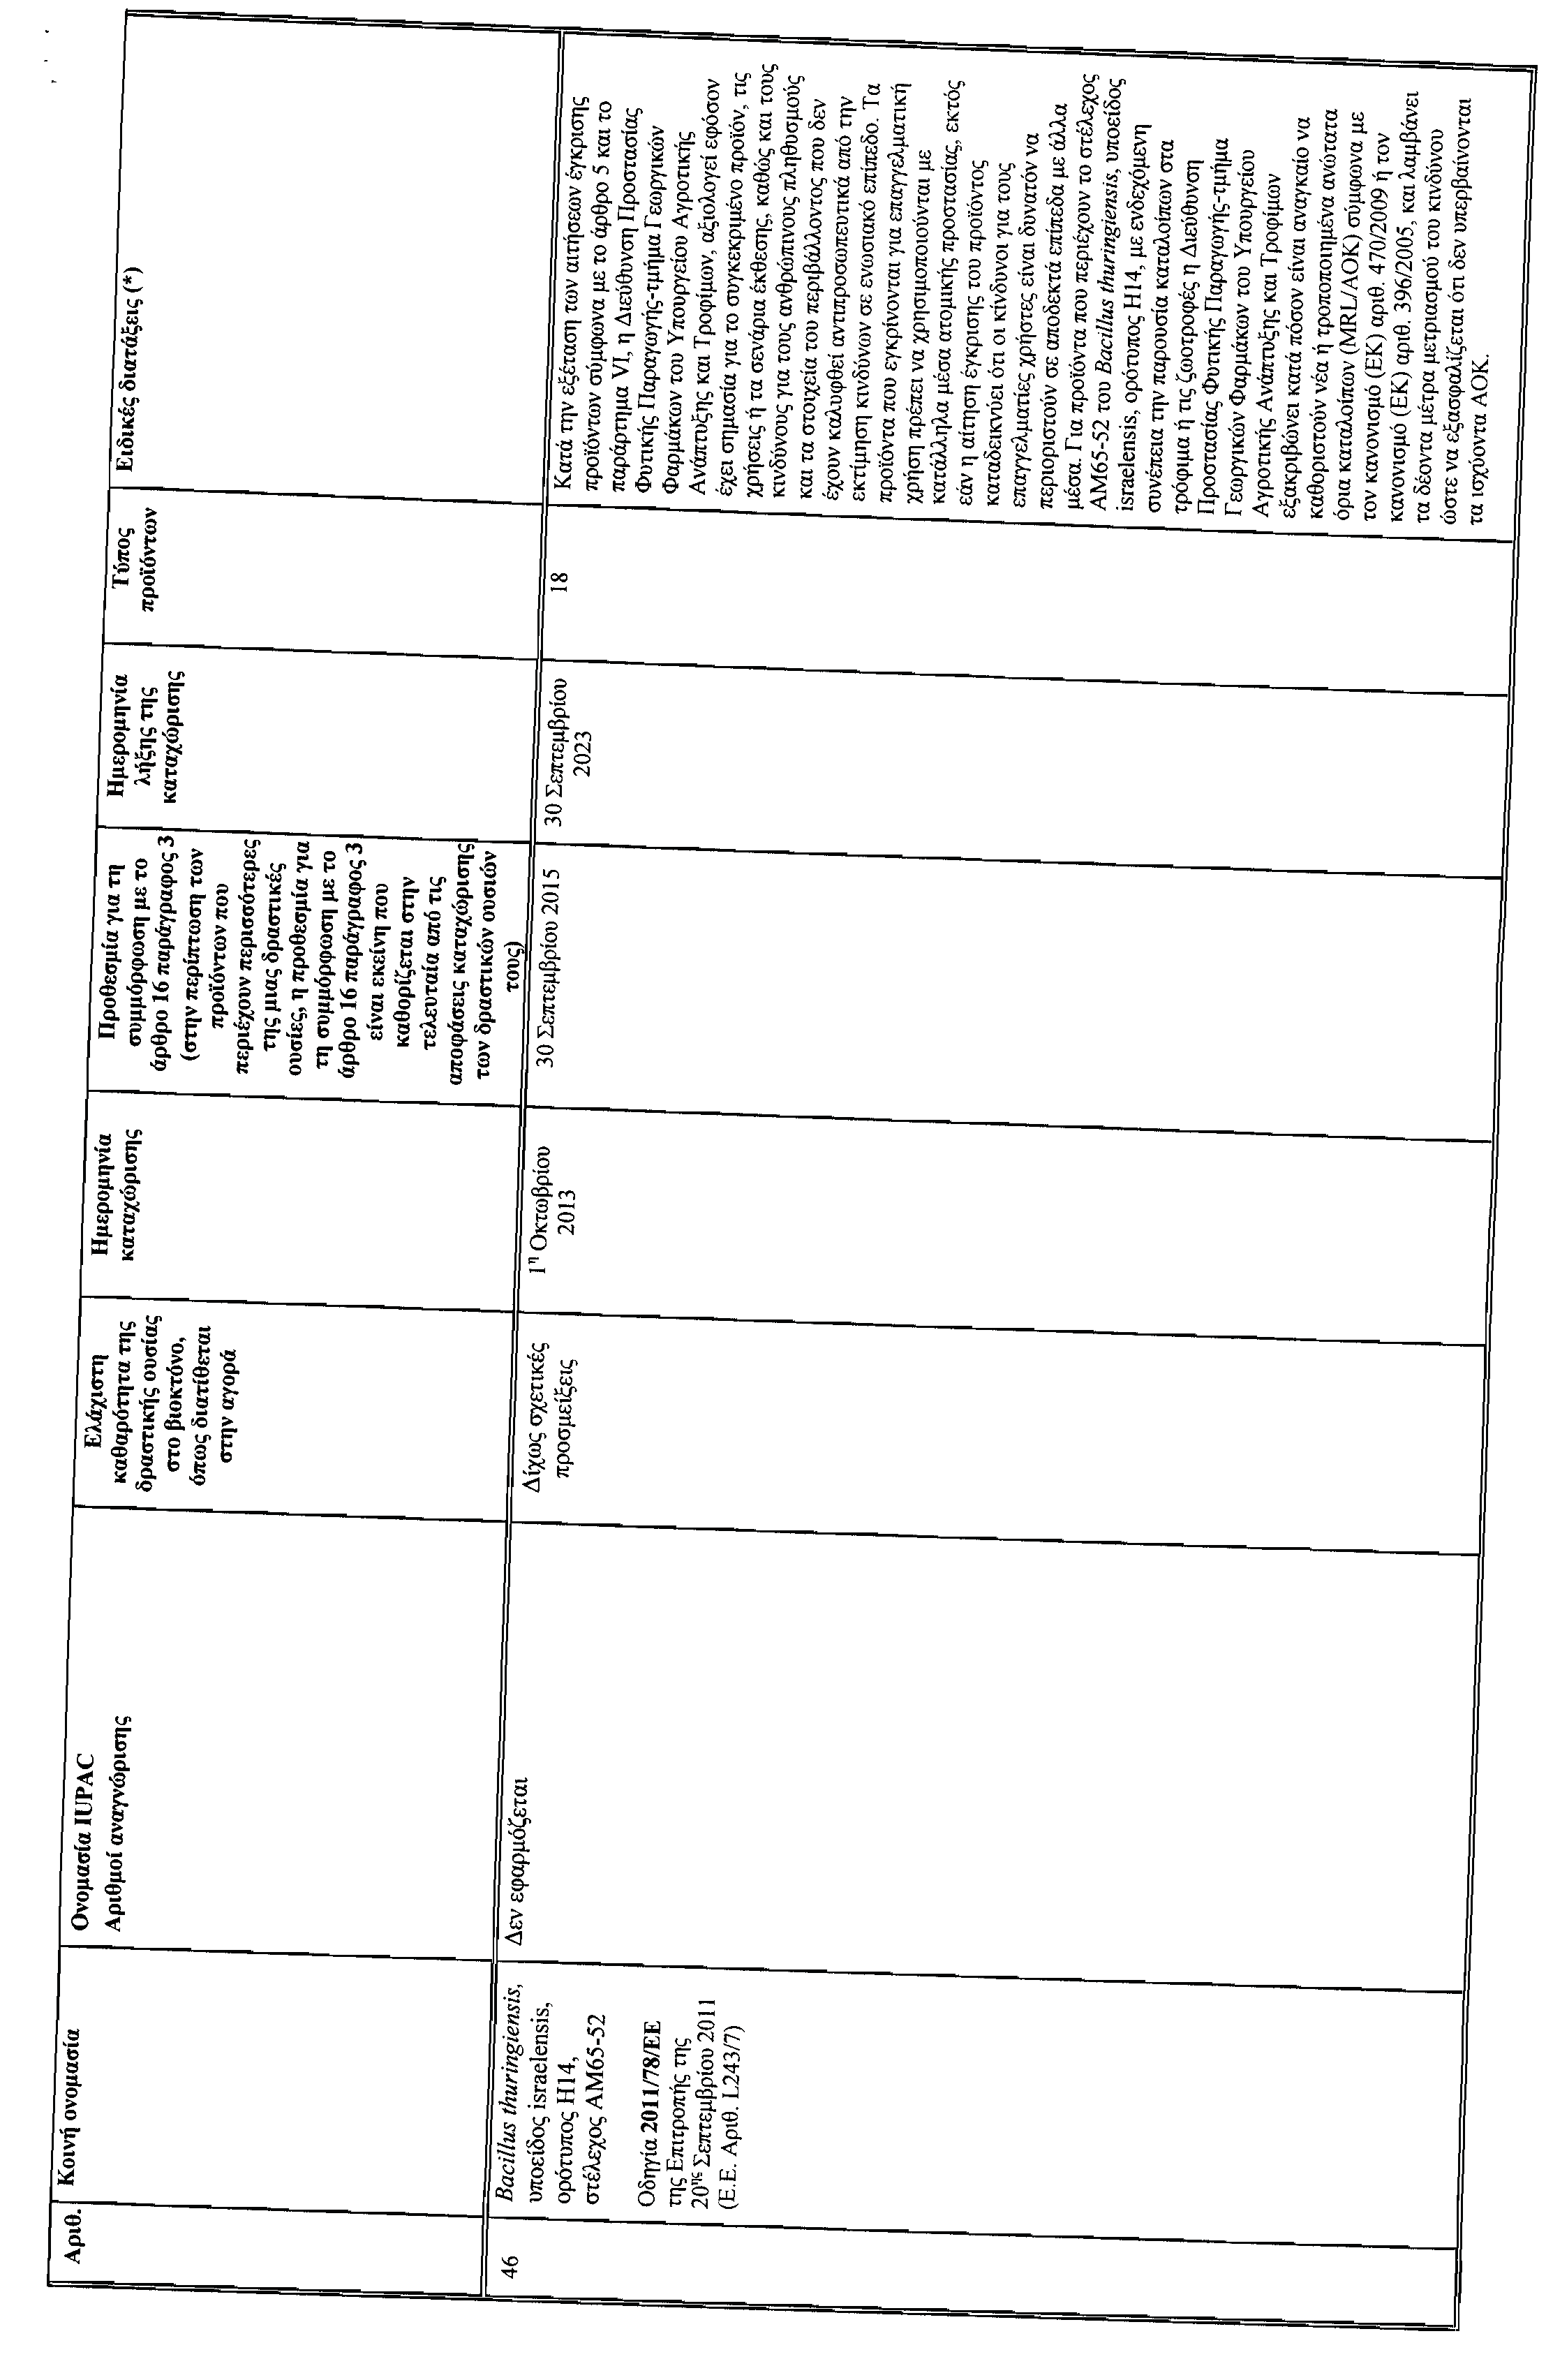 Αριθ.
Κοινή ονομασία
Ονομασία IUPAC
Αριθμοί αναγνώρισης
Ελάχιστη
καθαρότητα της
δραστικής ουσίας
στο βιοκτόνο,
όπως διατίθεται
στην αγορά
Ημερομηνία
καταχώρισης
Προθεσμία για τη
συμμόρφωση με το
άρθρο 16 παράγραφος 3
(στην περίπτωση των
προϊόντων που
περιέχουν περισσότερες
της μιας δραστικές
ουσίες, η προθεσμία για
τη συμμόρφωση με το
άρθρο 16 παράγραφος 3
είναι εκείνη που
καθορίζεται στην
τελευταία από τις
αποφάσεις καταχώρισης
των δραστικών ουσιών
τους)
Ημερομηνία
λήξης της
καταχώρισης
Τύπος
προϊόντων
Ειδικές διατάξεις (*)
46
Bacillus thuringiensis,
υποείδος israelensis,
ορότυπος H14,
στέλεχος AM65-52
Οδηγία 2011/78/ΕΕ
της Επιτροπής της
20ης Σεπτεμβρίου 2011
(Ε.Ε. Αριθ. L243/7)
Δεν εφαρμόζεται
Δίχως σχετικές
προσμείξεις
1η Οκτωβρίου
2013
30 Σεπτεμβρίου 2015
30 Σεπτεμβρίου
2023
18
Κατά την εξέταση των αιτήσεων έγκρισης
προϊόντων σύμφωνα με το άρθρο 5 και το
παράρτημα VI, η Διεύθυνση Προστασίας
Φυτικής Παραγωγής-τμήμα Γεωργικών
Φαρμάκων του Υπουργείου Αγροτικής
Ανάπτυξης και Τροφίμων, αξιολογεί εφόσον
έχει σημασία για το συγκεκριμένο προϊόν, τις
χρήσεις ή τα σενάρια έκθεσης, καθώς και τους
κινδύνους για τους ανθρώπινους πληθυσμούς
και τα στοιχεία του περιβάλλοντος που δεν
έχουν καλυφθεί αντιπροσωπευτικά από την
εκτίμηση κινδύνων σε ενωσιακό επίπεδο. Τα
προϊόντα που εγκρίνονται για επαγγελματική
χρήση πρέπει να χρησιμοποιούνται με
κατάλληλα μέσα ατομικής προστασίας, εκτός
εάν η αίτηση έγκρισης του προϊόντος
καταδεικνύει ότι οι κίνδυνοι για τους
επαγγελματίες χρήστες είναι δυνατόν να
περιοριστούν σε αποδεκτά επίπεδα με άλλα
μέσα. Για προϊόντα που περιέχουν το στέλεχος
AM65-52 του Bacillus thuringiensis, υποείδος
israelensis, ορότυπος H14, με ενδεχόμενη
συνέπεια την παρουσία καταλοίπων στα
τρόφιμα ή τις ζωοτροφές η Διεύθυνση
Προστασίας Φυτικής Παραγωγής-τμήμα
Γεωργικών Φαρμάκων του Υπουργείου
Αγροτικής Ανάπτυξης και Τροφίμων
εξακριβώνει κατά πόσον είναι αναγκαίο να
καθοριστούν νέα ή τροποποιημένα ανώτατα
όρια καταλοίπων (MRL/ΑΟΚ) σύμφωνα με
τον κανονισμό (ΕΚ) αριθ. 470/2009 ή τον
κανονισμό (ΕΚ) αριθ. 396/2005, και λαμβάνει
τα δέοντα μέτρα μετριασμού του κινδύνου
ώστε να εξασφαλίζεται ότι δεν υπερβαίνονται
τα ισχύοντα ΑΟΚ.